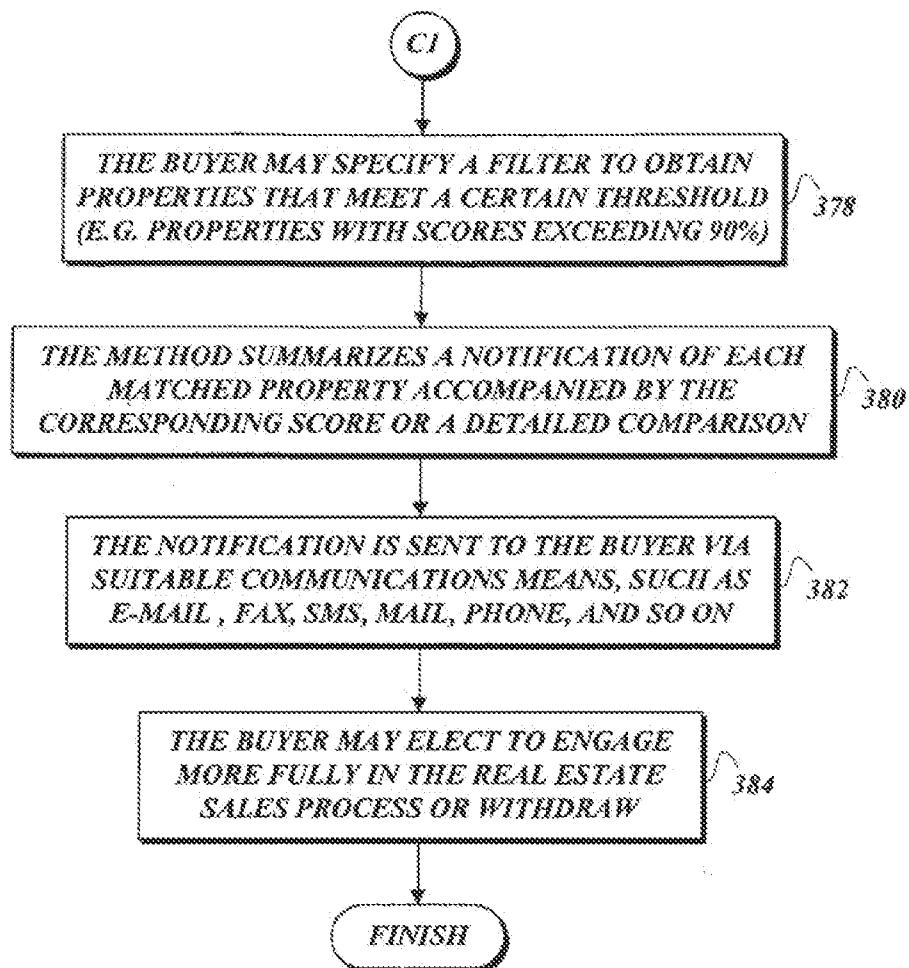 C1
THE BUYER MAY SPECIFY A FILTER TO OBTAIN
PROPERTIES THAT MEET A CERTAIN THRESHOLD
(E.G. PROPERTIES WITH SCORES EXCEEDING 90%)
378
THE METHOD SUMMARIZES A NOTIFICATION OF EACH
MATCHED PROPERTY ACCOMPANIED BY THE
CORRESPONDING SCORE OR A DETAILED COMPARISON
380
THE NOTIFICATION IS SENT TO THE BUYER VIA
SUITABLE COMMUNICATIONS MEANS, SUCH AS
E-MAIL , FAX, SMS, MAIL, PHONE, AND SO ON
382
THE BUYER MAY ELECT TO ENGAGE
MORE FULLY IN THE REAL ESTATE
SALES PROCESS OR WITHDRAW
384
FINISH